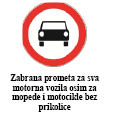 Zabrana prometa za sva
motorna vozila osim za
mopede i motocikle bez
prikolice